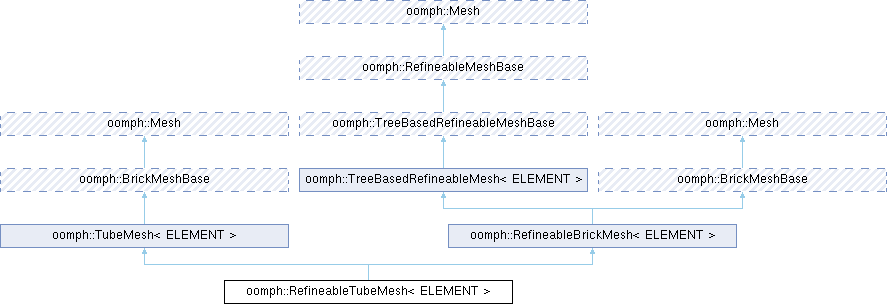 oomph::Mesh
oomph::RefineableMeshBase
oomph::Mesh
oomph::TreeBasedRefineableMeshBase
oomph::Mesh
oomph::BrickMeshBase
oomph::TreeBasedRefineableMesh< ELEMENT >
oomph::BrickMeshBase
oomph::TubeMesh< ELEMENT >
oomph::RefineableBrickMesh< ELEMENT >
oomph::RefineableTubeMesh< ELEMENT >